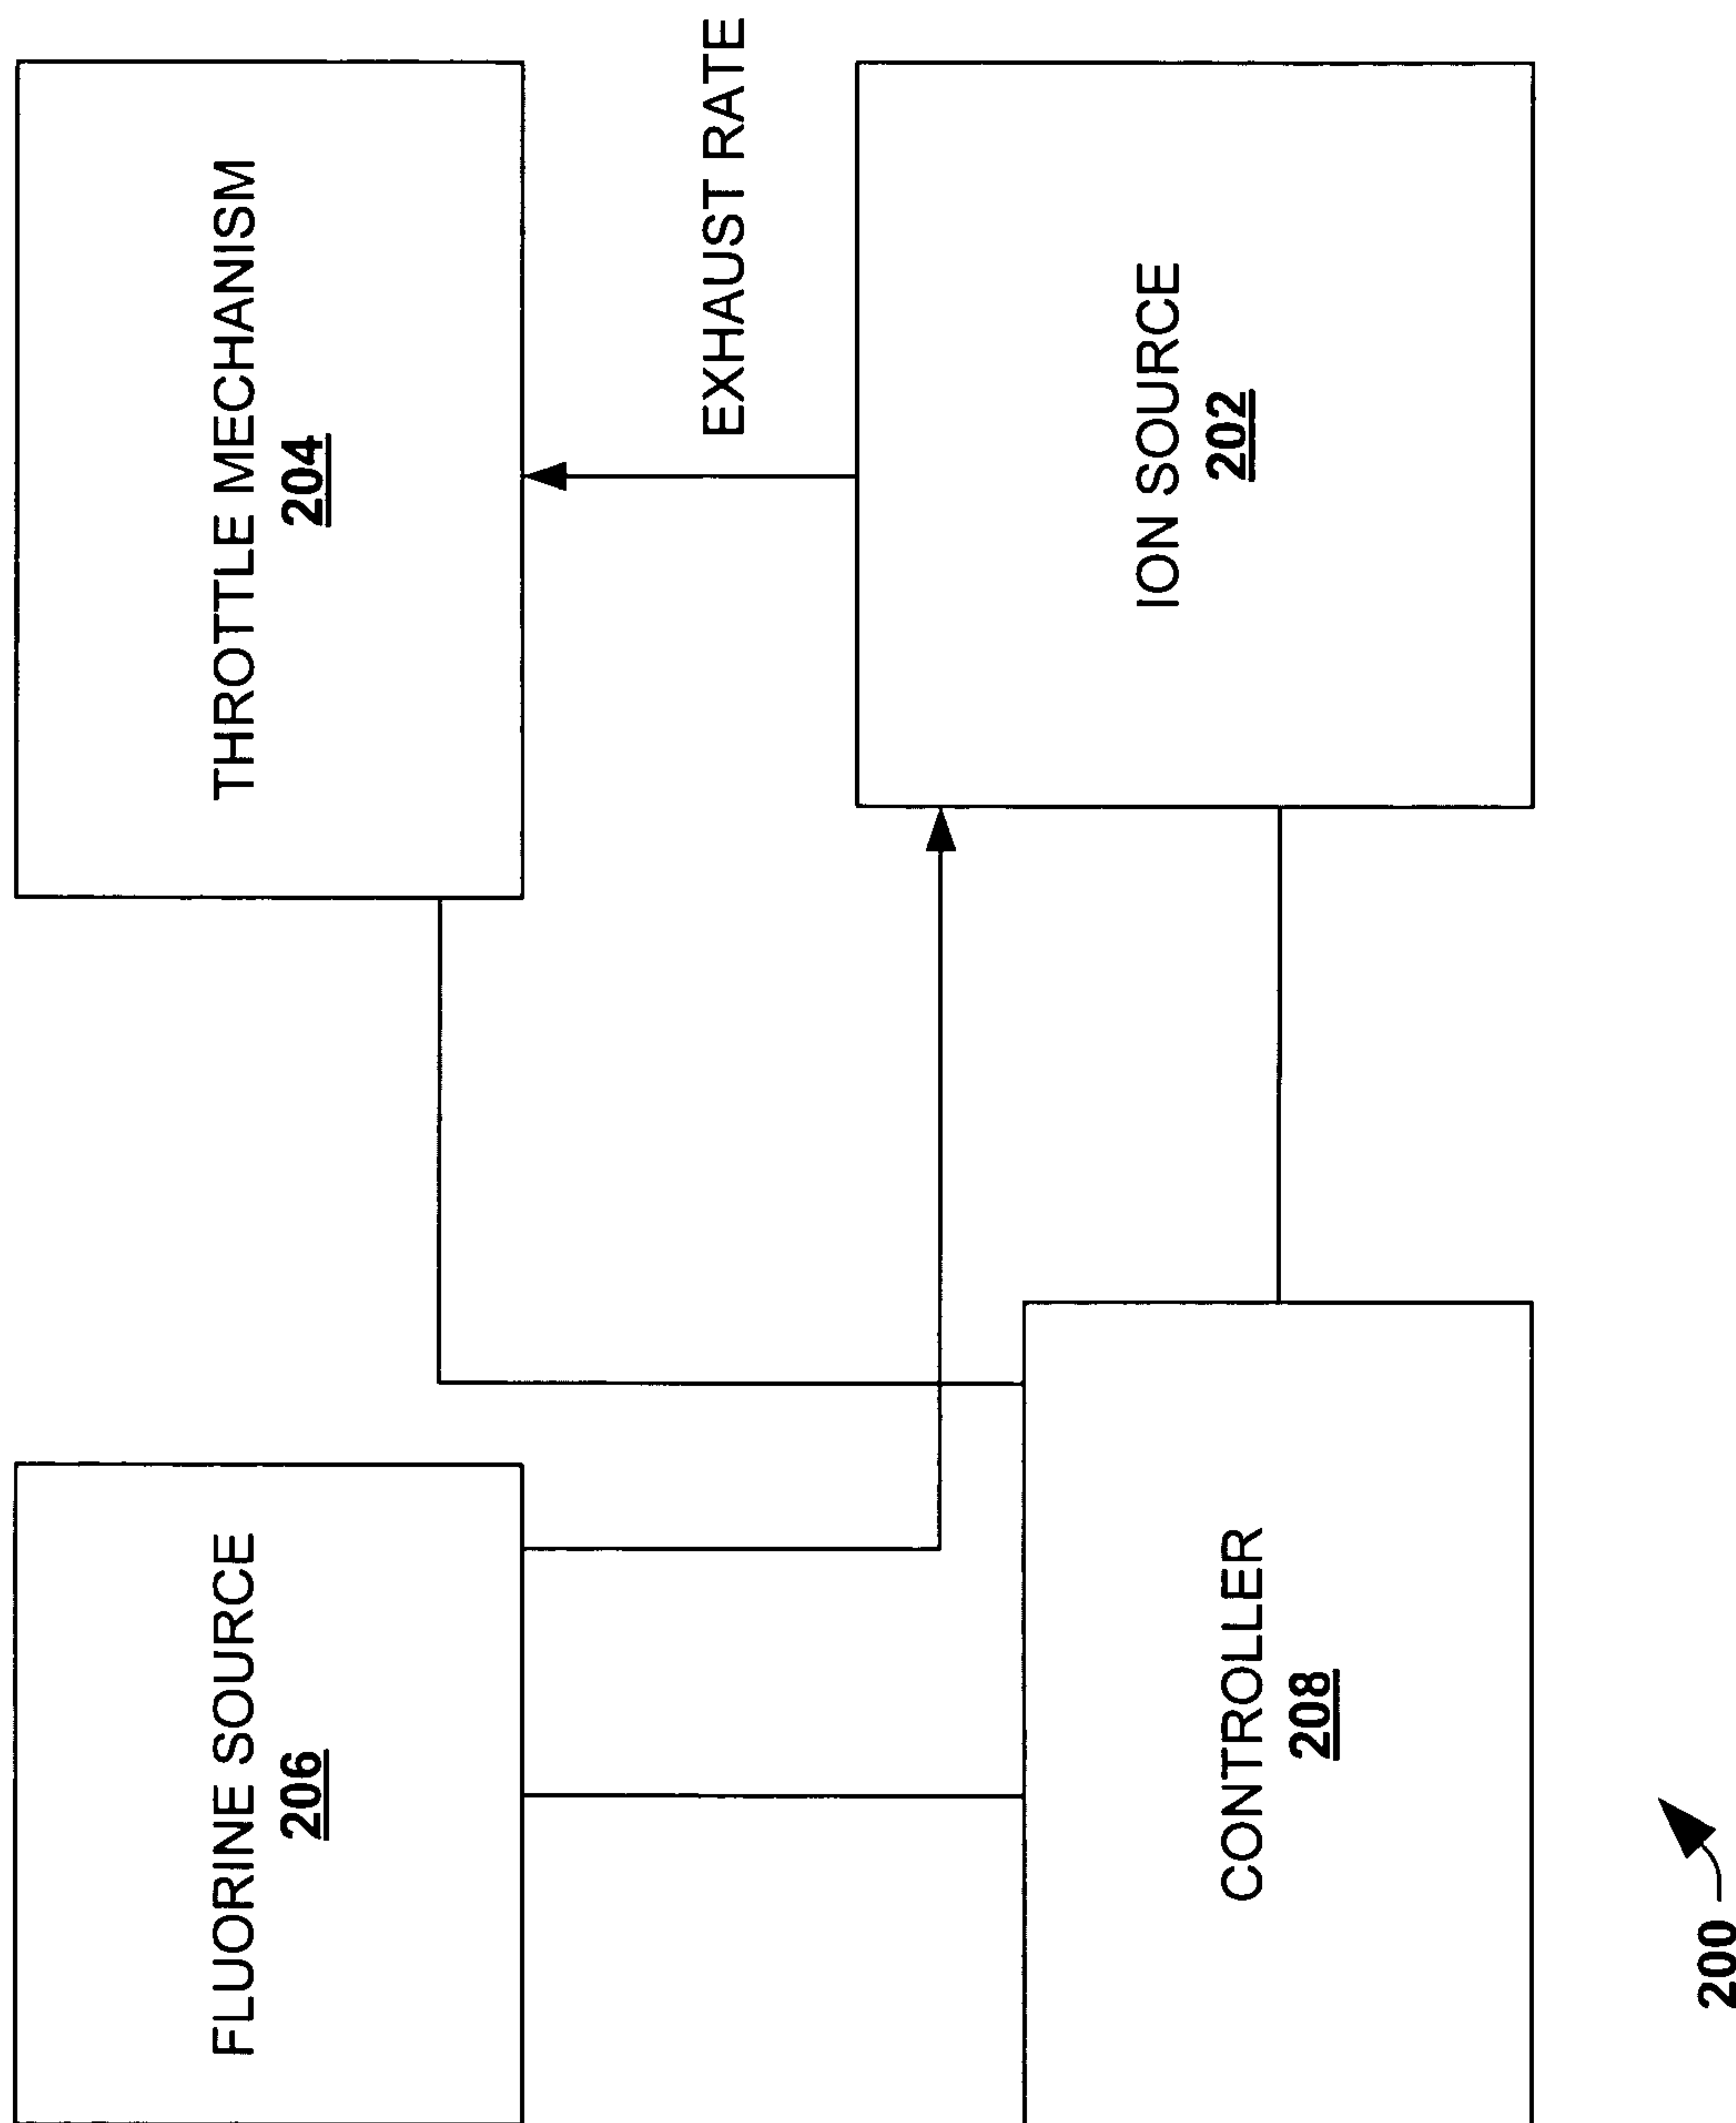 FLUORINE SOURCE
206
THROTTLE MECHANISM
204
EXHAUST RATE
CONTROLLER
208
ION SOURCE
202
200